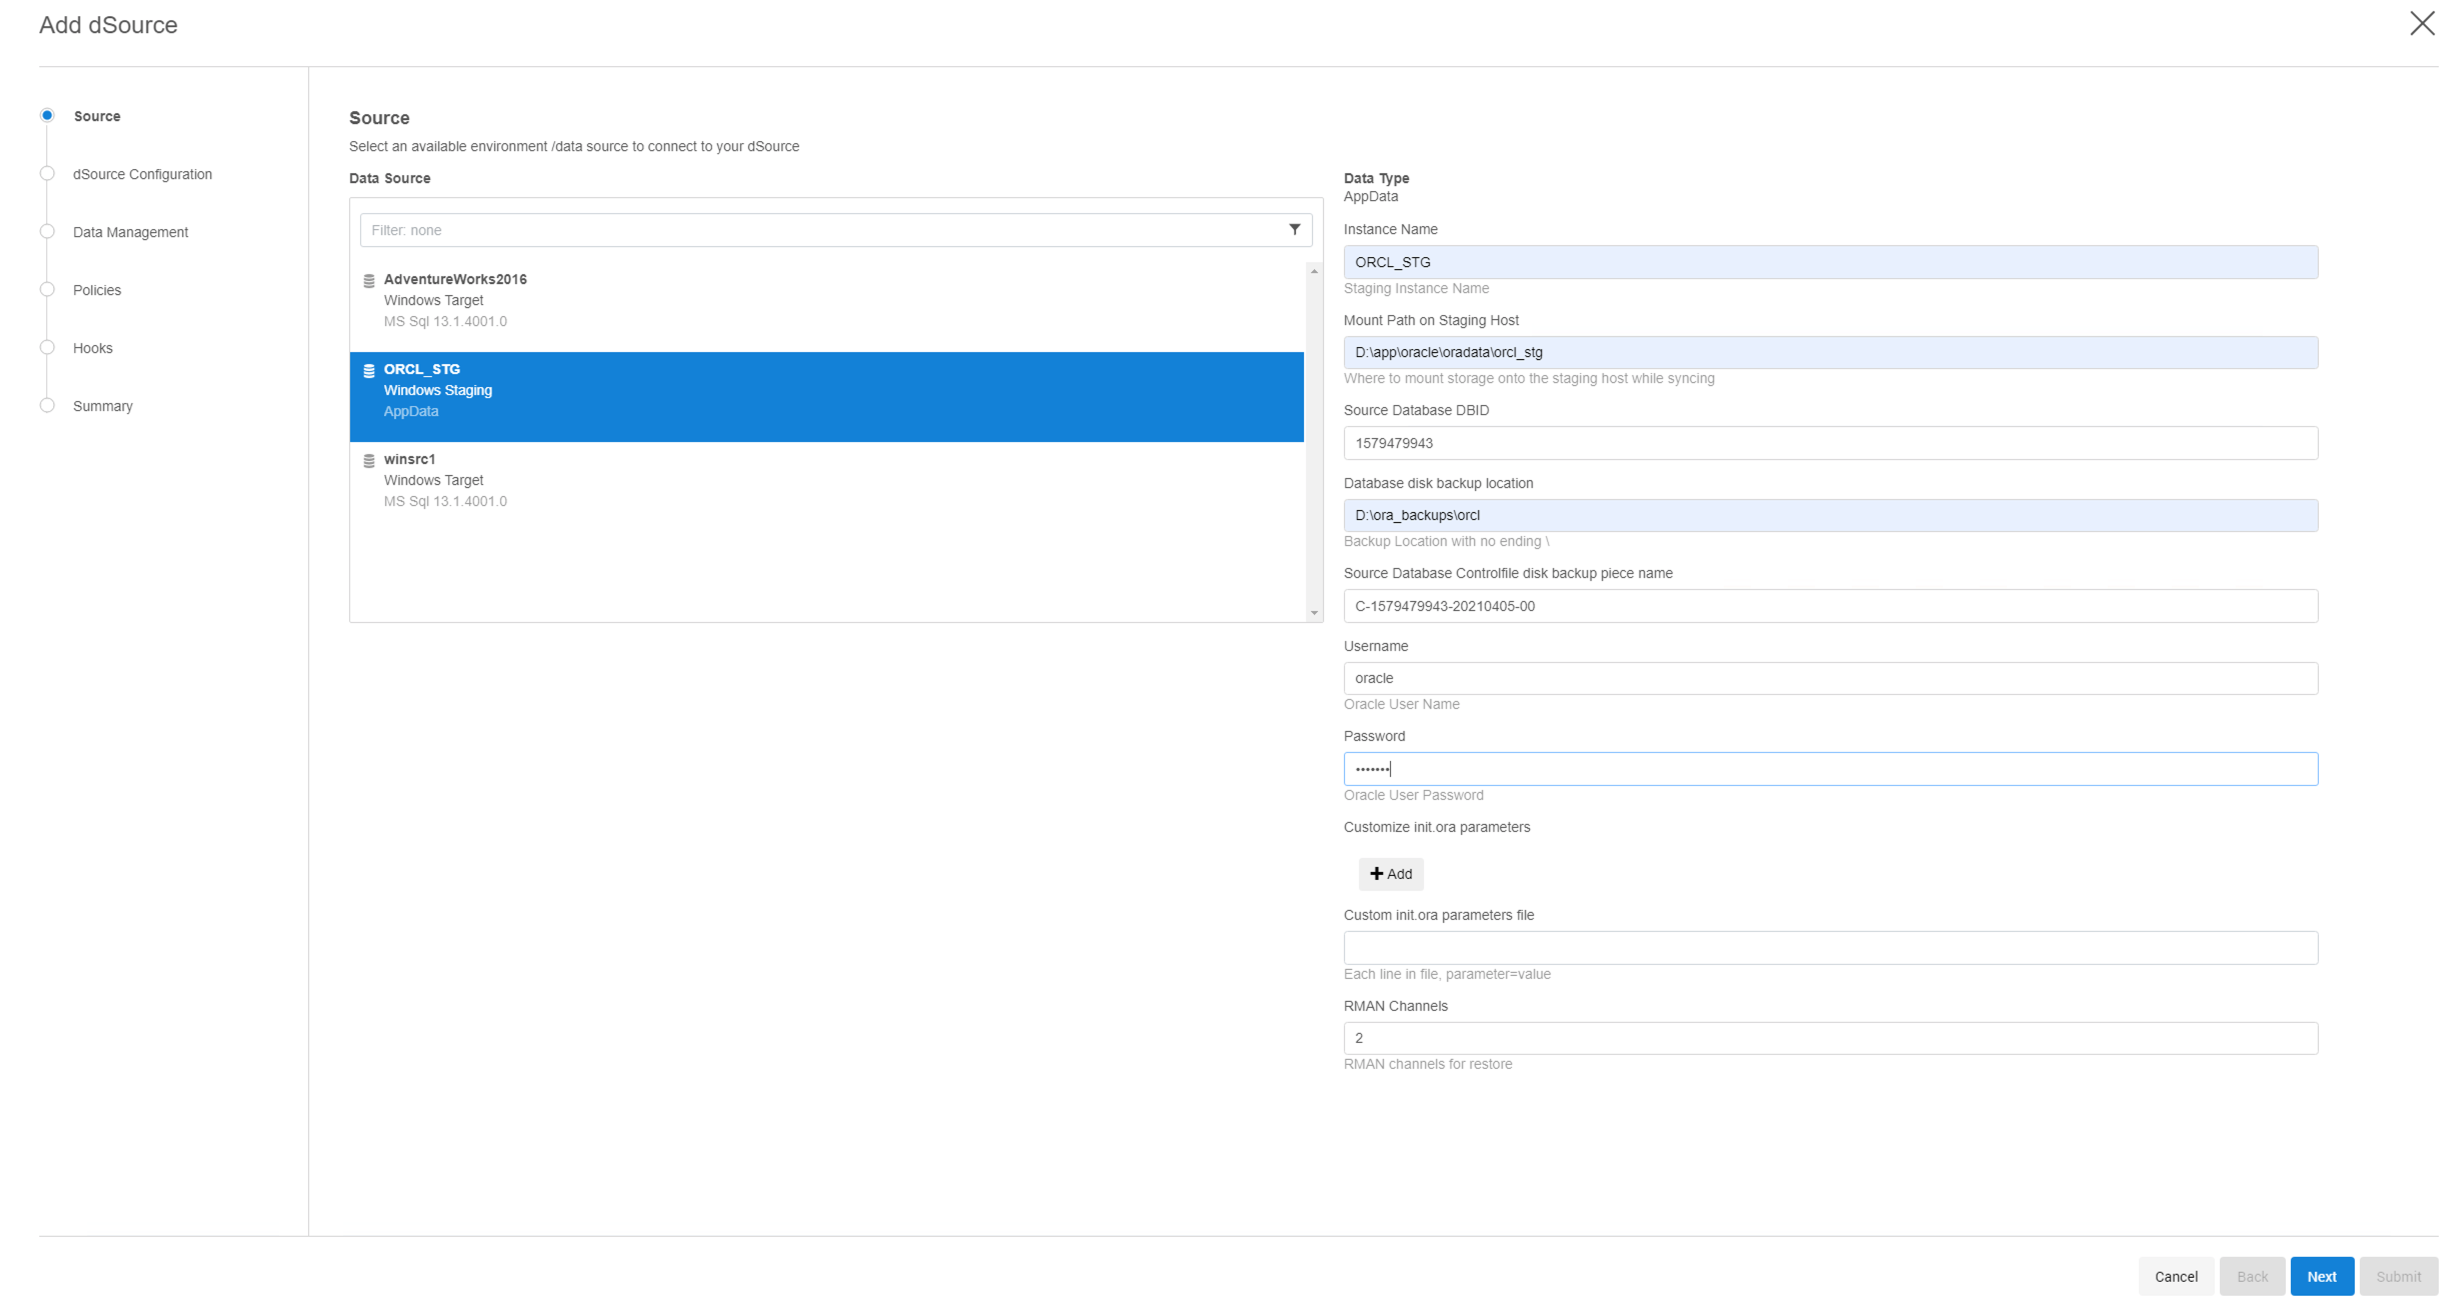 Add dSource
Source
dSource Configuration
Data Management
Policies
Hooks
Summary
Source
Select an available environment /data source to connect to your dSource
Data Source
Filter: none
AdventureWorks2016
Windows Target
MS Sql 13.1.4001.0
ORCL_STG
Windows Staging
AppData
winsrc1
Windows Target
MS Sql 13.1.4001.0
Data Type
AppData
Instance Name
ORCL_STG
Staging Instance Name
Mount Path on Staging Host
D:\app\oracle\oradata\orcl_stg
Where to mount storage onto the staging host while syncing
Source Database DBID
1579479943
Database disk backup location
D:\ora_backups\orcl
Backup Location with no ending \
Source Database Controlfile disk backup piece name
C-1579479943-20210405-00
Username
oracle
Oracle User Name
Password
•••••••
Oracle User Password
Customize init.ora parameters
+ Add
Custom init.ora parameters file
Each line in file, parameter=value
RMAN Channels
2
RMAN channels for restore
Cancel Back Next Submit